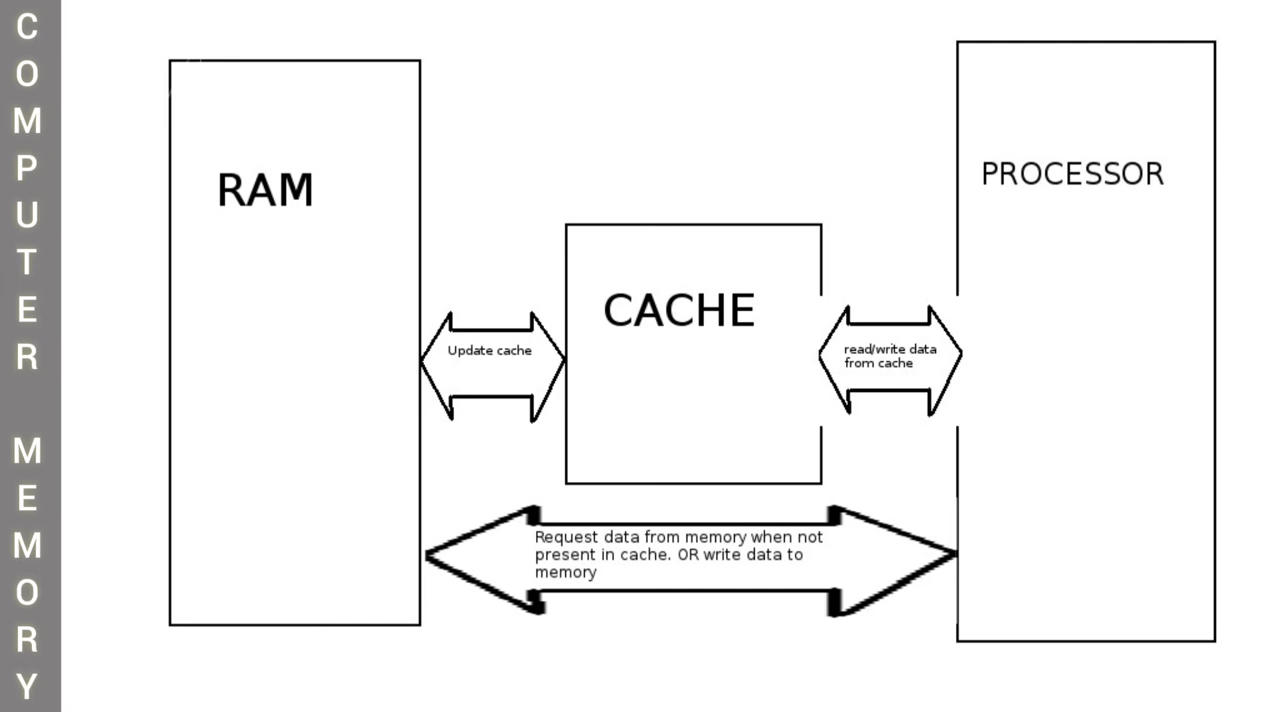 COMPUTER MEMORY
RAM
PROCESSOR
CACHE
Update cache
read/write data
from cache
Request data from memory when not
present in cache. OR write data to
memory